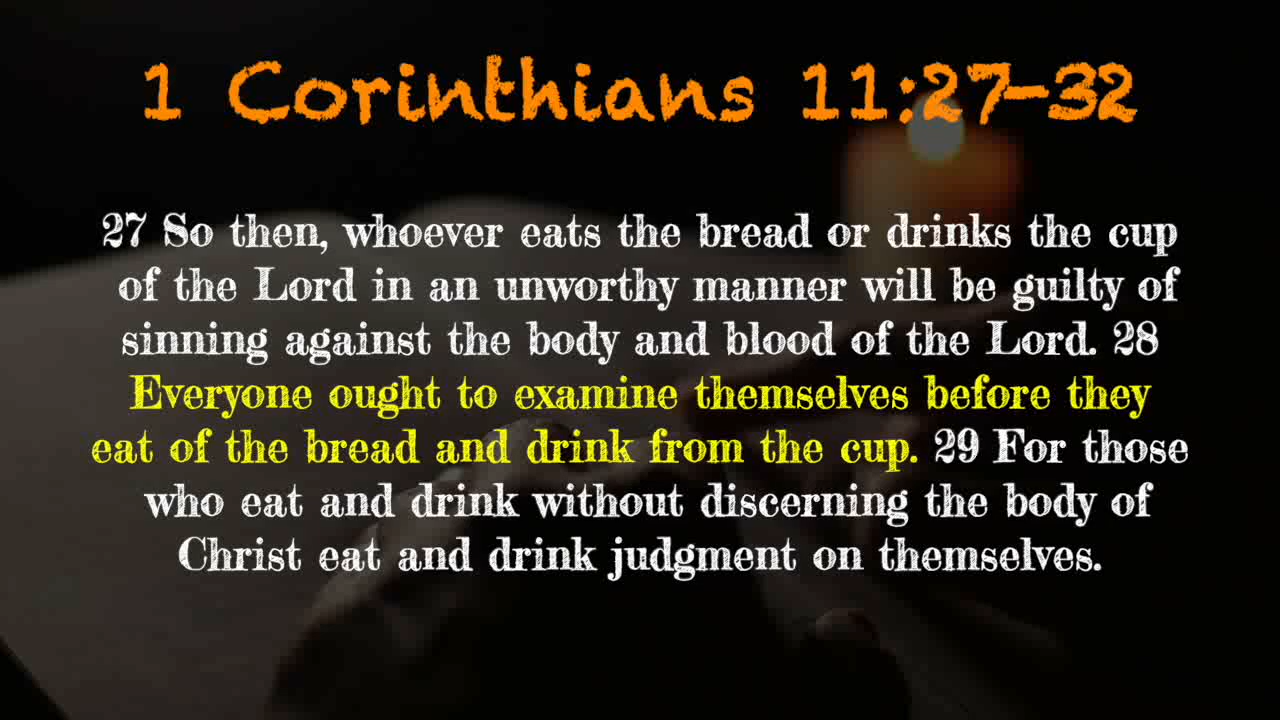 1 Corinthians 11:27-32
27 So then, whoever eats the bread or drinks the cup
of the Lord in an unworthy manner will be guilty of
sinning against the body and blood of the Lord. 28
Everyone ought to examine themselves before they
eat of the bread and drink from the cup. 29 For those
who eat and drink without discerning the body of
Christ eat and drink judgment on themselves.